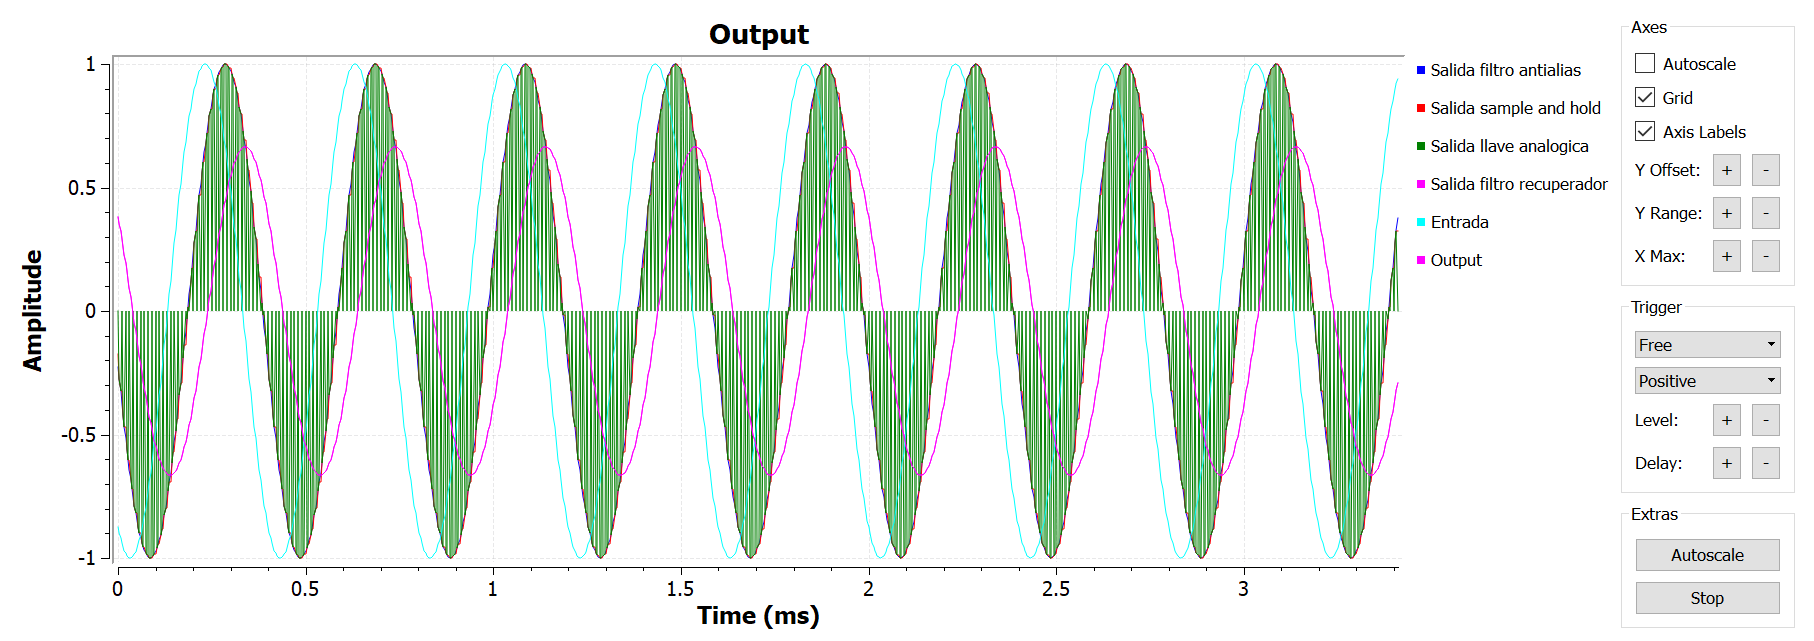 Output
Amplitude
1
0.5
0
-0.5
-1
0
0.5
1
1.5
2
2.5
3
Time (ms)
Salida filtro antialias
Salida sample and hold
Salida llave analogica
Salida filtro recuperador
Entrada
Output
Axes
Autoscale
Grid
Axis Labels
Y Offset: + -
Y Range: + -
X Max: + -
Trigger
Free
Positive
Level: + -
Delay: + -
Extras
Autoscale
Stop